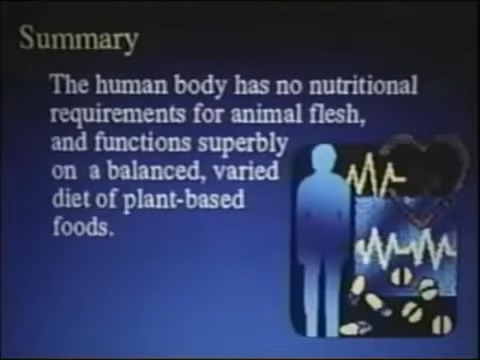 Summary
The human body has no nutritional
requirements for animal flesh,
and functions superbly
on a balanced, varied
diet of plant-based
foods.